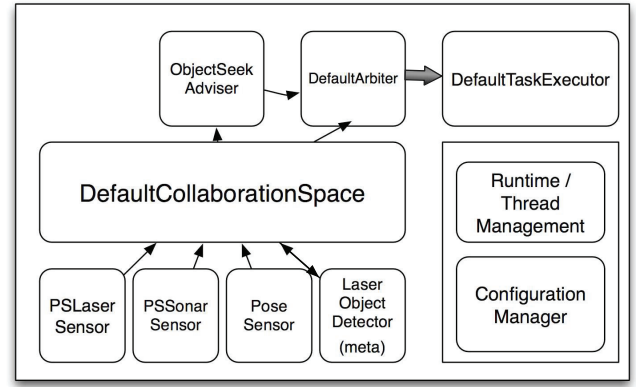 ObjectSeek
Adviser
DefaultArbiter
DefaultTaskExecutor
DefaultCollaborationSpace
Runtime /
Thread
Management
Configuration
Manager
PSLaser
Sensor
PSSonar
Sensor
Pose
Sensor
Laser
Object
Detector
(meta)